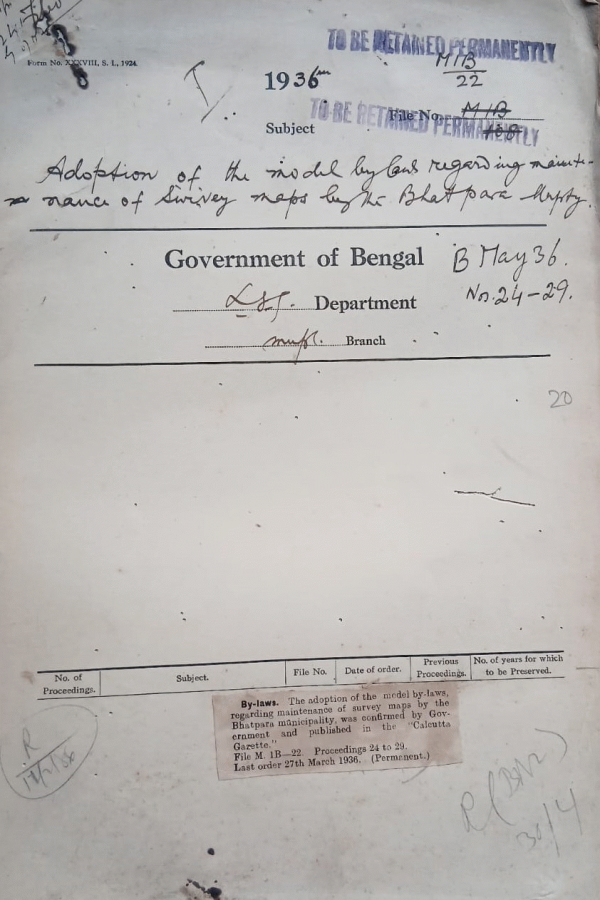 TO BE RETAINED PERMANENTLY
Form No. XXXVIII, S. I., 1924.
1936
M1B
22
File No. M1B
TO BE RETAINED PERMANENTLY
Subject
Adoption of the model by laws regarding mainte-
nance of Survey maps by the Bhatpara
Government of Bengal
B May 36.
L.S.G. Department
Nos. 24-29.
Branch
20
No. of Proceedings.
Subject.
File No.
Date of order.
Previous Proceedings.
No. of years for which to be Preserved.
By-laws. The adoption of the model by-laws,
regarding maintenance of survey maps by the
Bhatpara municipality, was confirmed by Gov-
ernment and published in the "Calcutta
Gazette."
File M. 1B—22. Proceedings 24 to 29.
Last order 27th March 1936. (Permanent.)
R
R
30/4